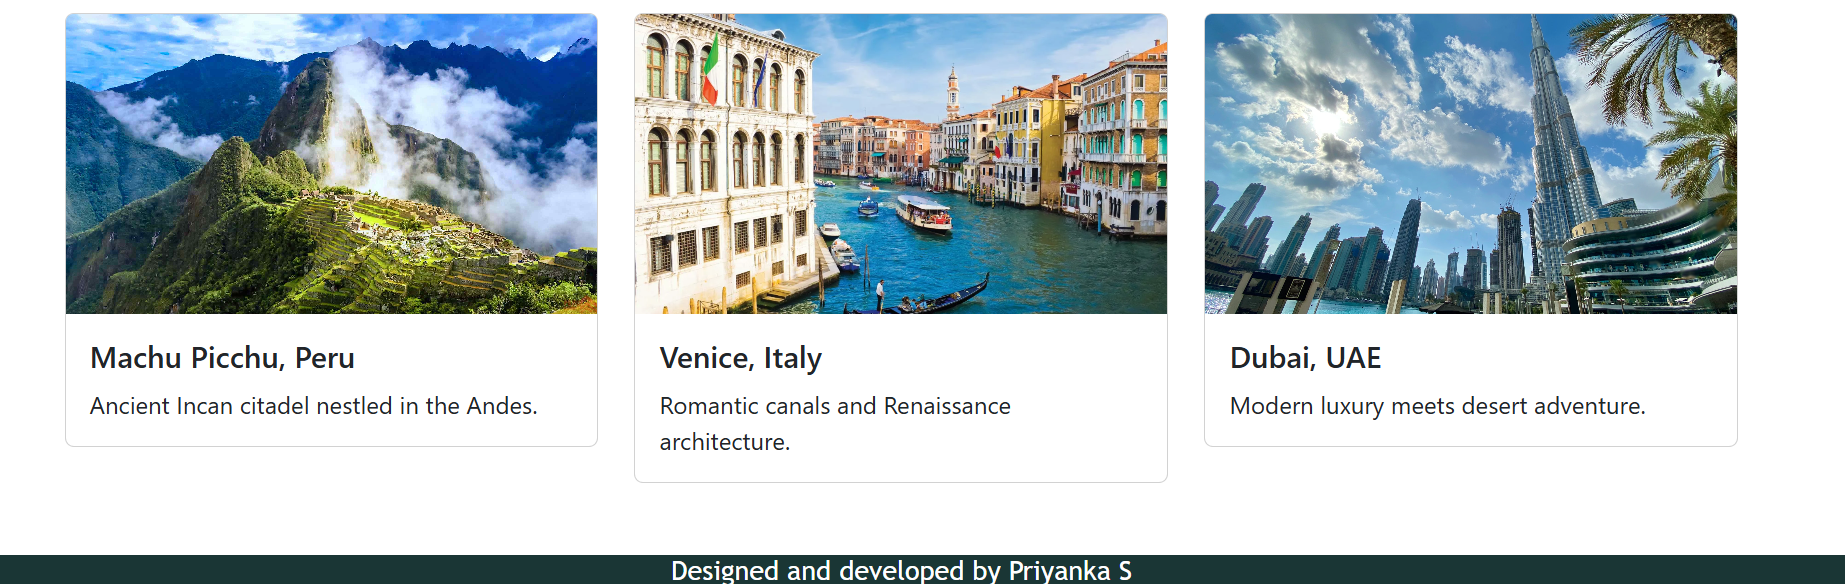 Machu Picchu, Peru
Ancient Incan citadel nestled in the Andes.
Venice, Italy
Romantic canals and Renaissance
architecture.
Dubai, UAE
Modern luxury meets desert adventure.
Designed and developed by Priyanka S